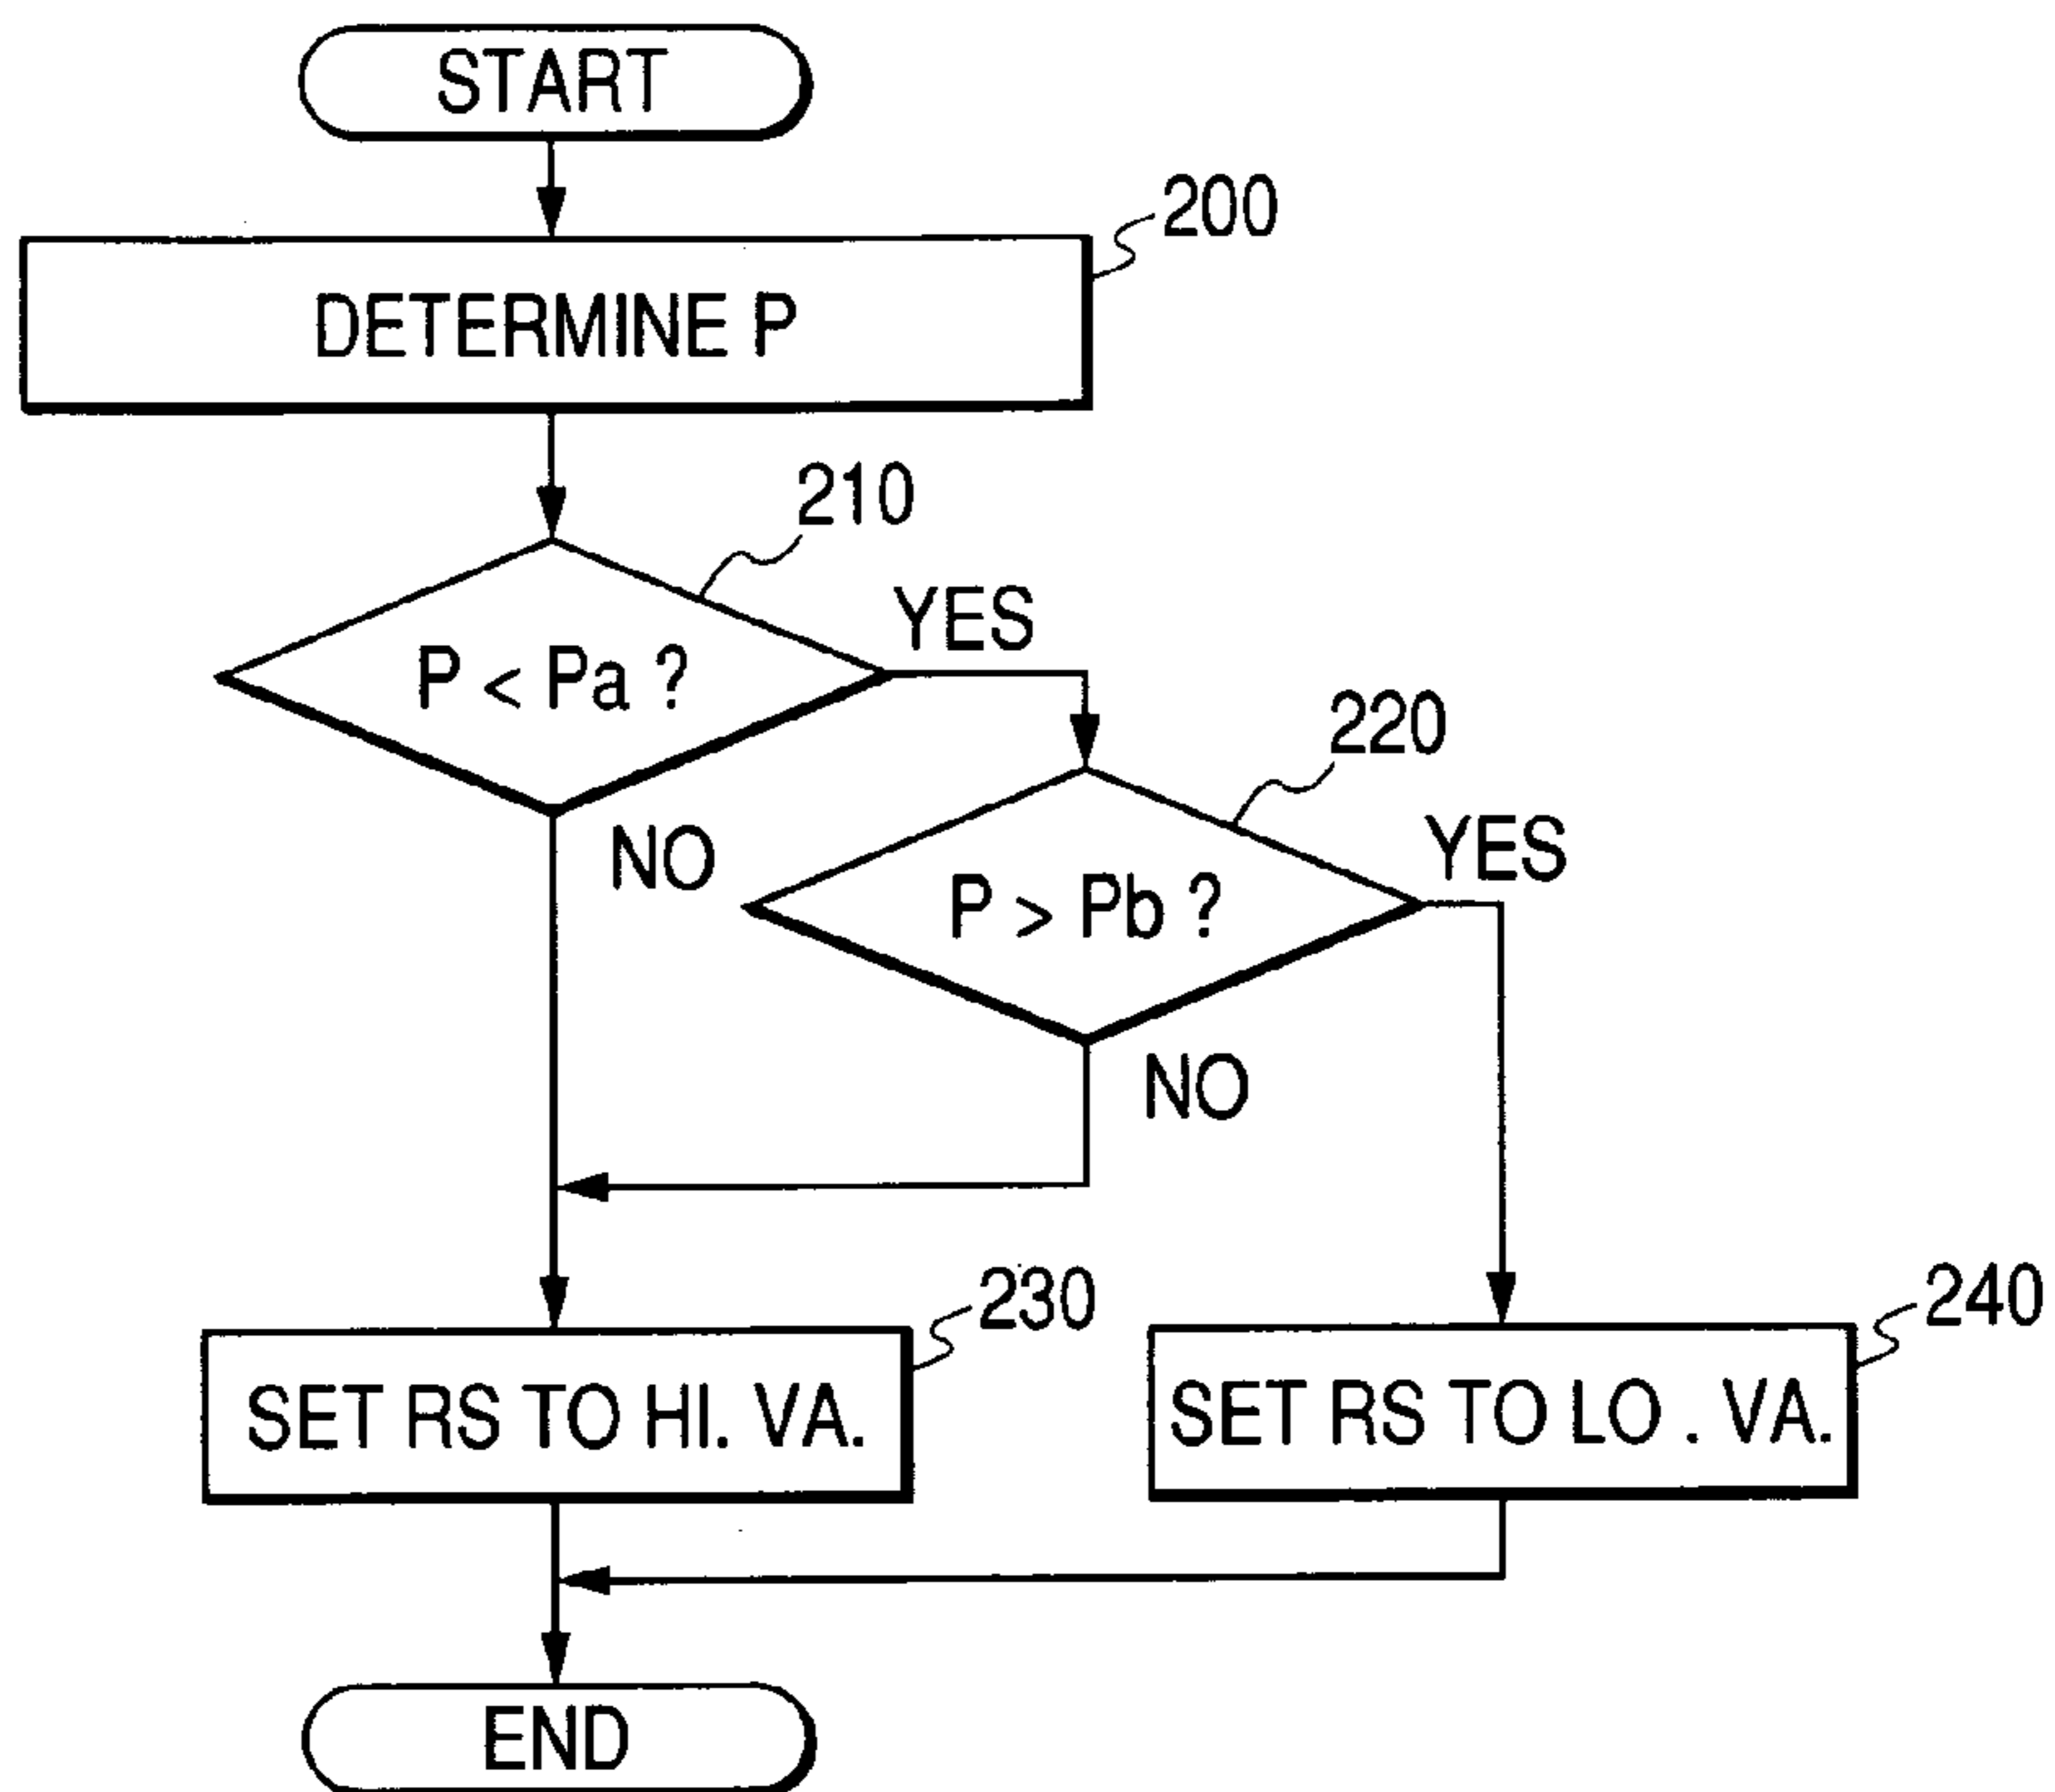 START
200
DETERMINE P
210
YES
P < Pa ?
220
NO
YES
P > Pb ?
NO
230
240
SET RS TO HI. VA.
SET RS TO LO . VA.
END